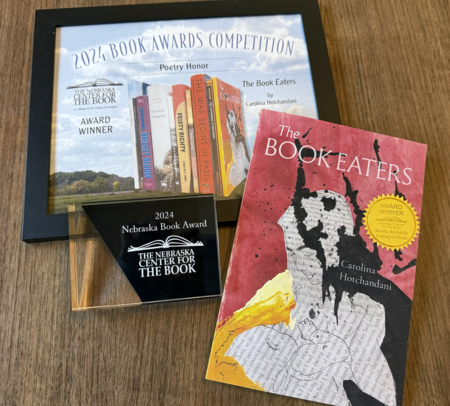 2024 BOOK AWARDS COMPETITION
Poetry Honor
The Book Eaters
by
Carolina Hotchandani
THE NEBRASKA
CENTER FOR
THE BOOK
AWARD
WINNER
2024
Nebraska Book Award
THE NEBRASKA
CENTER FOR
THE BOOK
The
BOOK EATERS
AWARD
WINNER
Carolina
Hotchandani